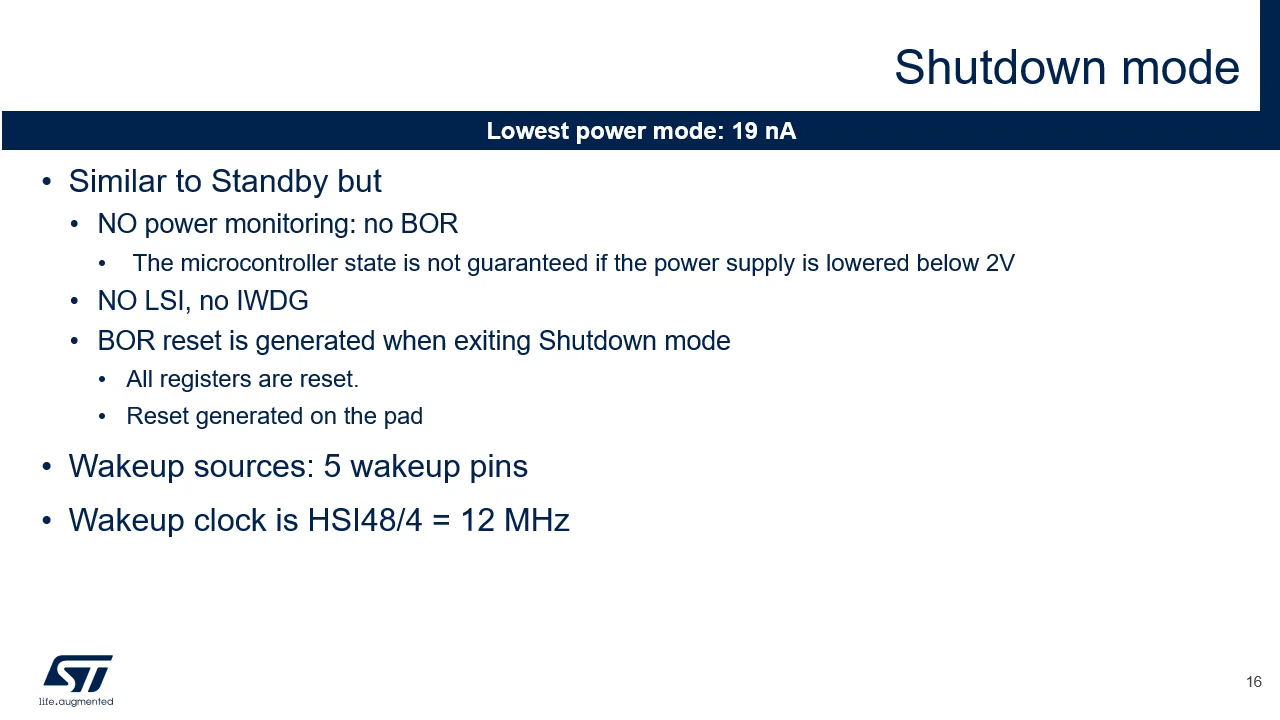 Shutdown mode
Lowest power mode: 19 nA
• Similar to Standby but
• NO power monitoring: no BOR
• The microcontroller state is not guaranteed if the power supply is lowered below 2V
• NO LSI, no IWDG
• BOR reset is generated when exiting Shutdown mode
• All registers are reset.
• Reset generated on the pad
• Wakeup sources: 5 wakeup pins
• Wakeup clock is HSI48/4 = 12 MHz
ST
life.augmented
16